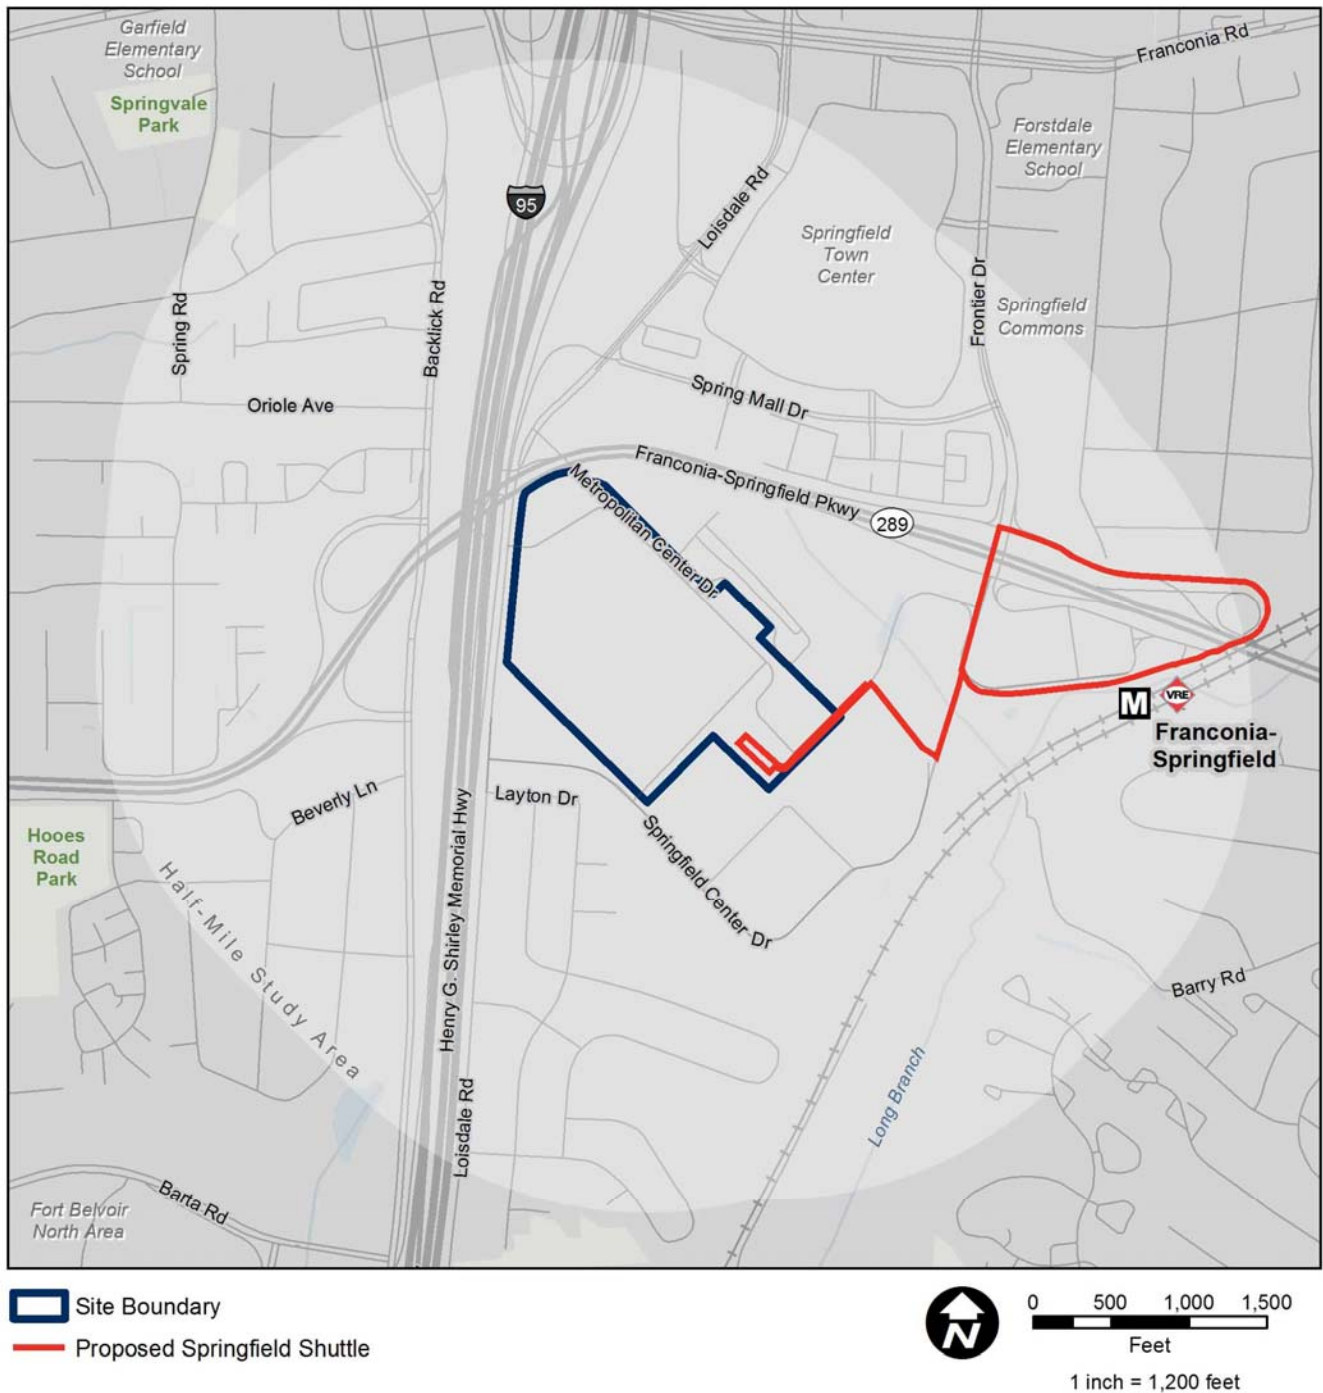 Garfield
Elementary
School
Springvale
Park
Franconia Rd
Forstdale
Elementary
School
95
Loisdale Rd
Springfield
Town
Center
Frontier Dr
Springfield
Commons
Spring Rd
Backlick Rd
Oriole Ave
Spring Mall Dr
Franconia-Springfield Pkwy
289
Metropolitan Center Dr
M
VRE
Franconia-
Springfield
Beverly Ln
Layton Dr
Hooes
Road
Park
Springfield Center Dr
Half-Mile Study Area
Henry G. Shirley Memorial Hwy
Barry Rd
Long Branch
Loisdale Rd
Barta Rd
Fort Belvoir
North Area
Site Boundary
Proposed Springfield Shuttle
N
0 500 1,000 1,500
Feet
1 inch = 1,200 feet